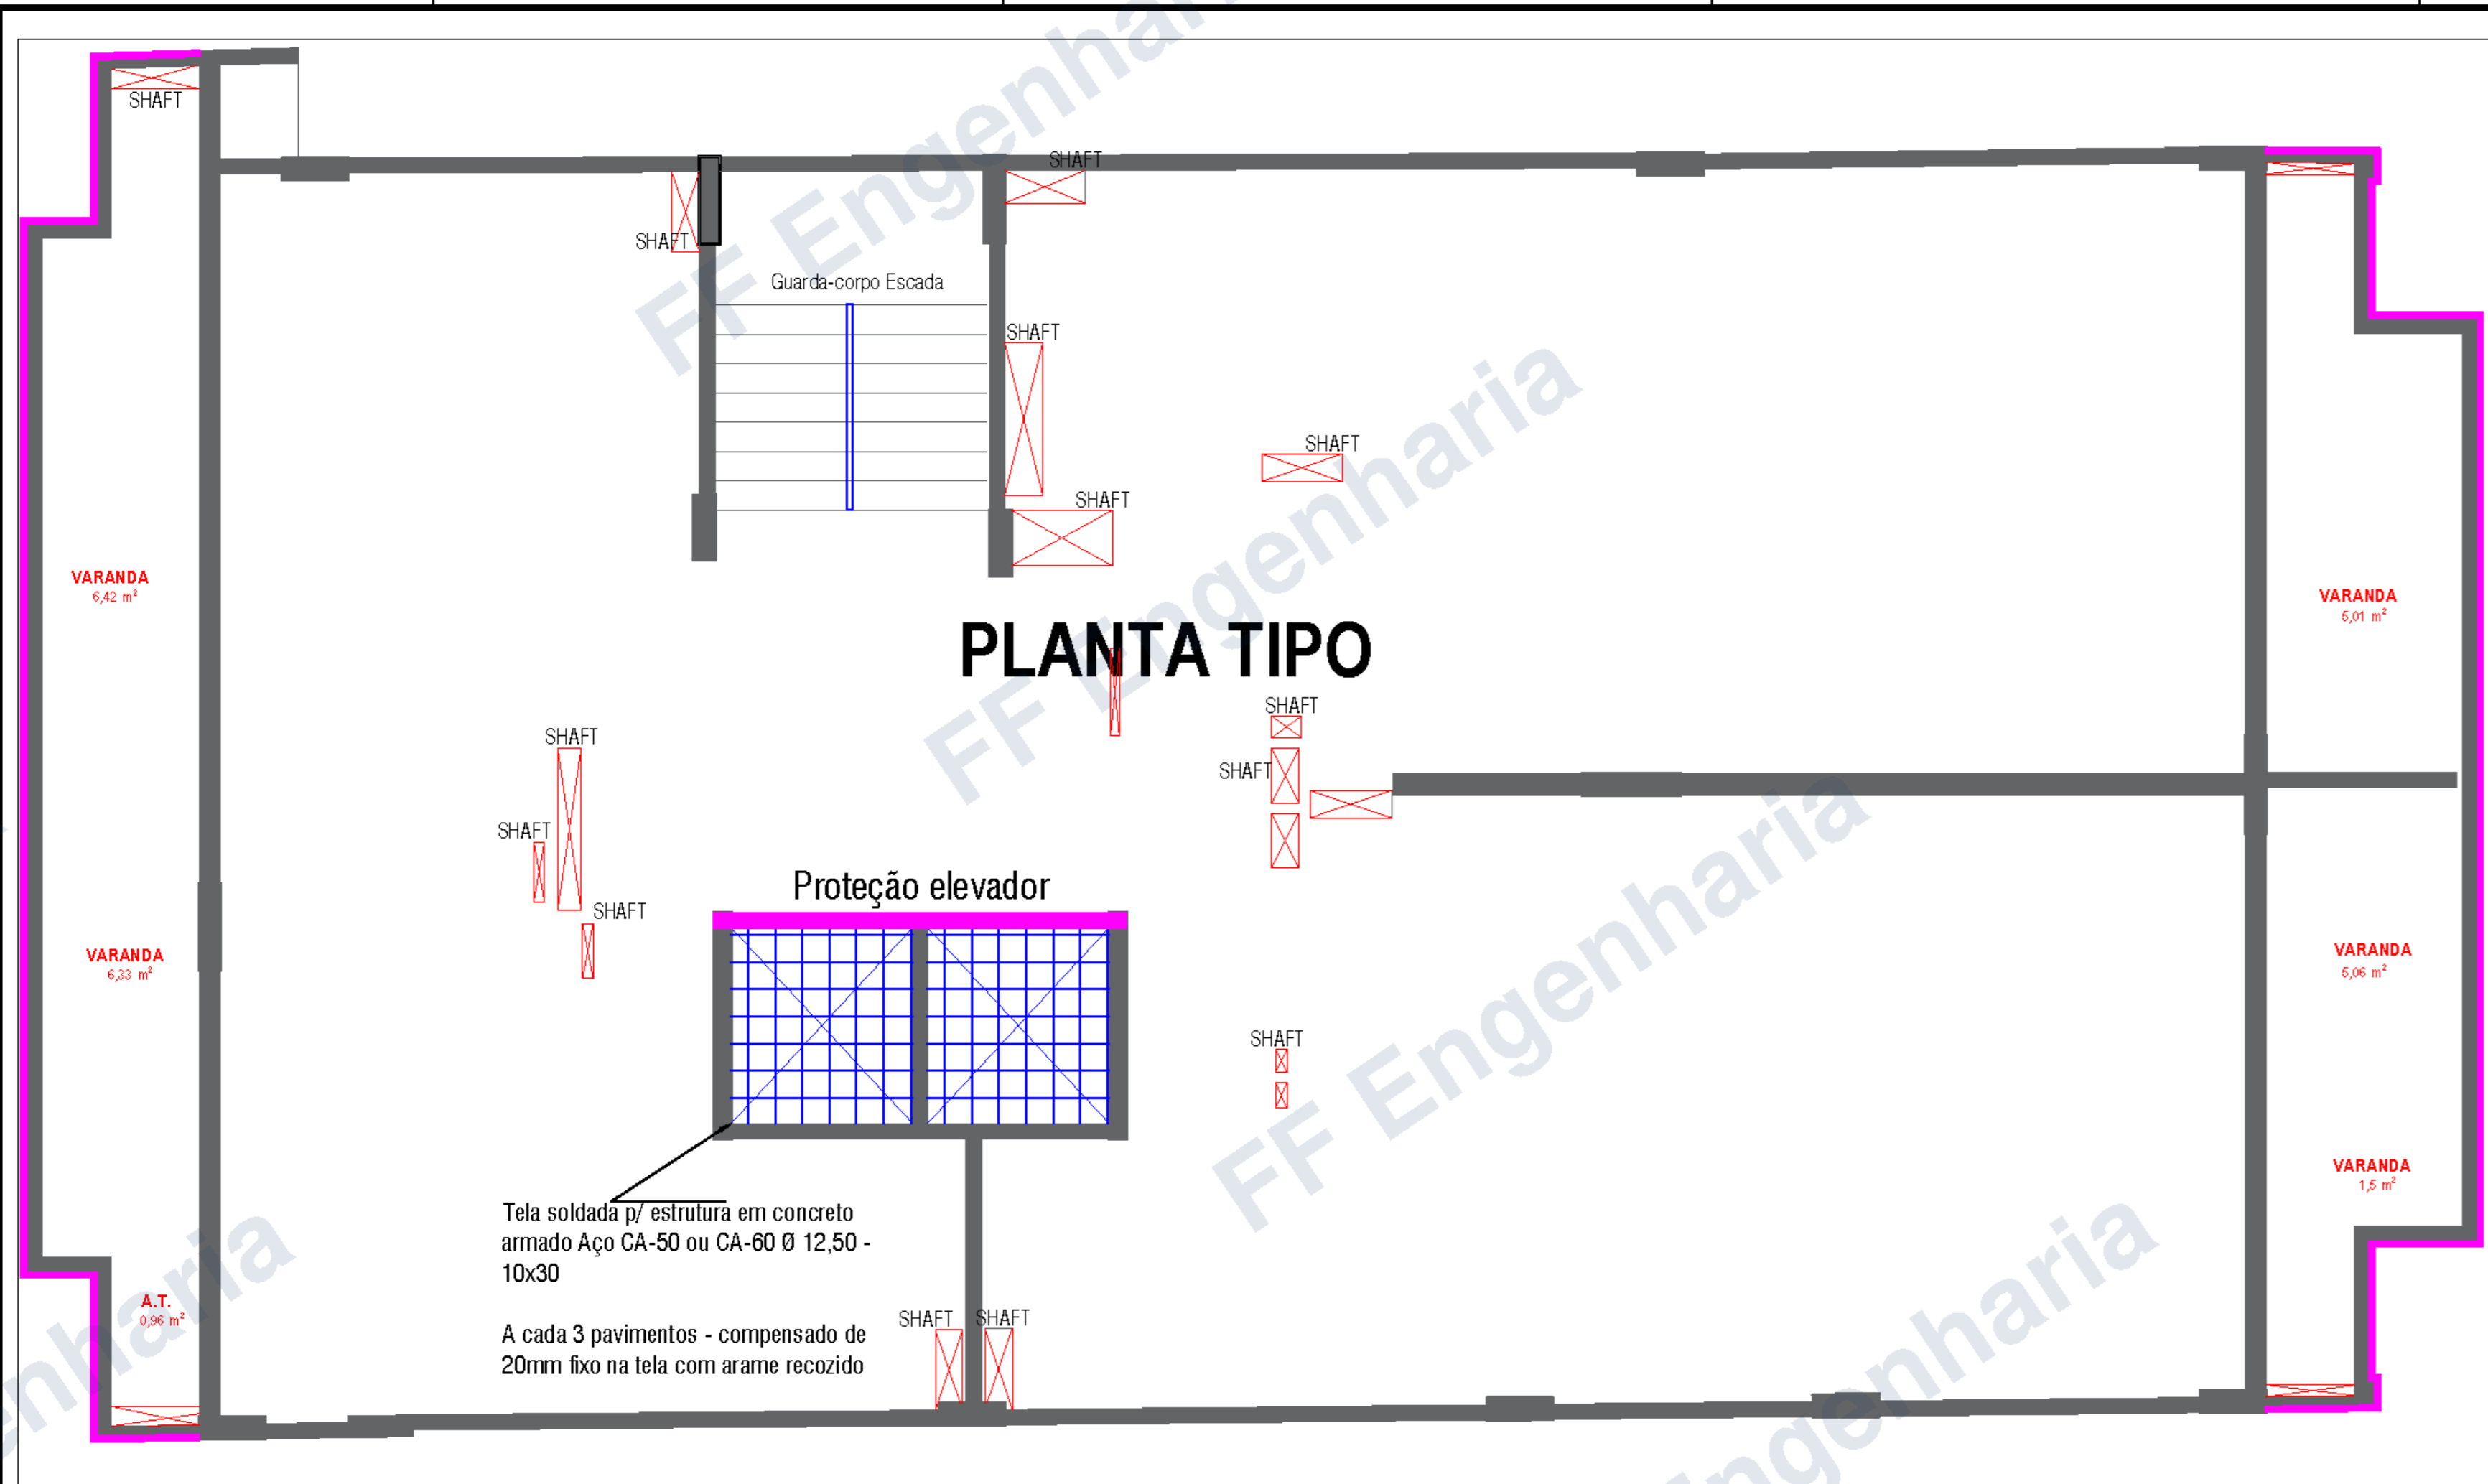 FF Engenharia
SHAFT
SHAFT
SHAFT
Guarda-corpo Escada
SHAFT
FF Engenharia
SHAFT
SHAFT
VARANDA
6,42 m²
VARANDA
5,01 m²
PLANTA TIPO
SHAFT
SHAFT
SHAFT
SHAFT
FF Engenharia
Proteção elevador
SHAFT
VARANDA
6,33 m²
VARANDA
5,06 m²
SHAFT
VARANDA
1,5 m²
Tela soldada p/ estrutura em concreto
armado Aço CA-50 ou CA-60 Ø 12,50 -
10x30
A.T.
0,96 m²
SHAFT
SHAFT
A cada 3 pavimentos - compensado de
20mm fixo na tela com arame recozido
enharia
Engenharia